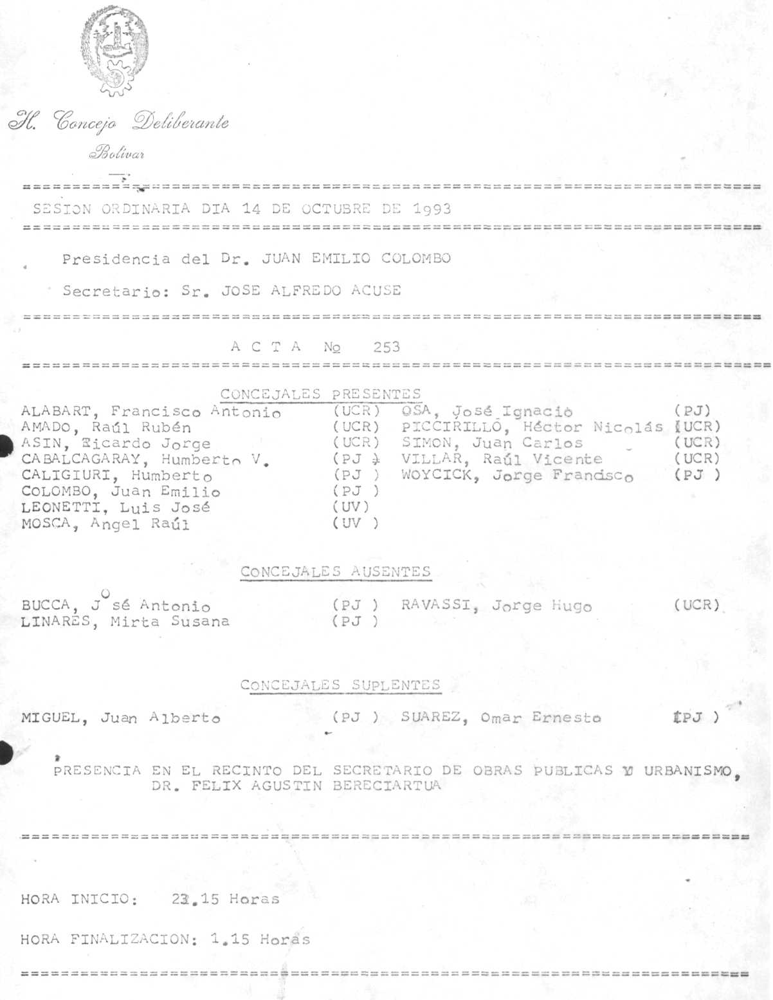 H. Concejo Deliberante
Bolívar
==========================================================================
SESION ORDINARIA DIA 14 DE OCTUBRE DE 1993
==========================================================================
Presidencia del Dr. JUAN EMILIO COLOMBO
Secretario: Sr. JOSE ALFREDO ACUSE
==========================================================================
A C T A   Nº   253
===========================================================================
CONCEJALES PRESENTES
ALABART, Francisco Antonio (UCR) OSA, José Ignacio (PJ)
AMADO, Raúl Rubén (UCR) PICCIRILLO, Héctor Nicolás (UCR)
ASIN, Ricardo Jorge (UCR) SIMON, Juan Carlos (UCR)
CABALCAGARAY, Humberto V. (PJ ) VILLAR, Raúl Vicente (UCR)
CALIGIURI, Humberto (PJ ) WOYCICK, Jorge Francisco (PJ )
COLOMBO, Juan Emilio (PJ )
LEONETTI, Luis José (UV)
MOSCA, Angel Raúl (UV )
CONCEJALES AUSENTES
BUCCA, José Antonio (PJ ) RAVASSI, Jorge Hugo (UCR)
LINARES, Mirta Susana (PJ )
CONCEJALES SUPLENTES
MIGUEL, Juan Alberto (PJ ) SUAREZ, Omar Ernesto (PJ )
PRESENCIA EN EL RECINTO DEL SECRETARIO DE OBRAS PUBLICAS Y URBANISMO,
DR. FELIX AGUSTIN BERECIARTUA
=========================================================================
HORA INICIO: .15 Horas
HORA FINALIZACION: 1.15 Horas
=========================================================================